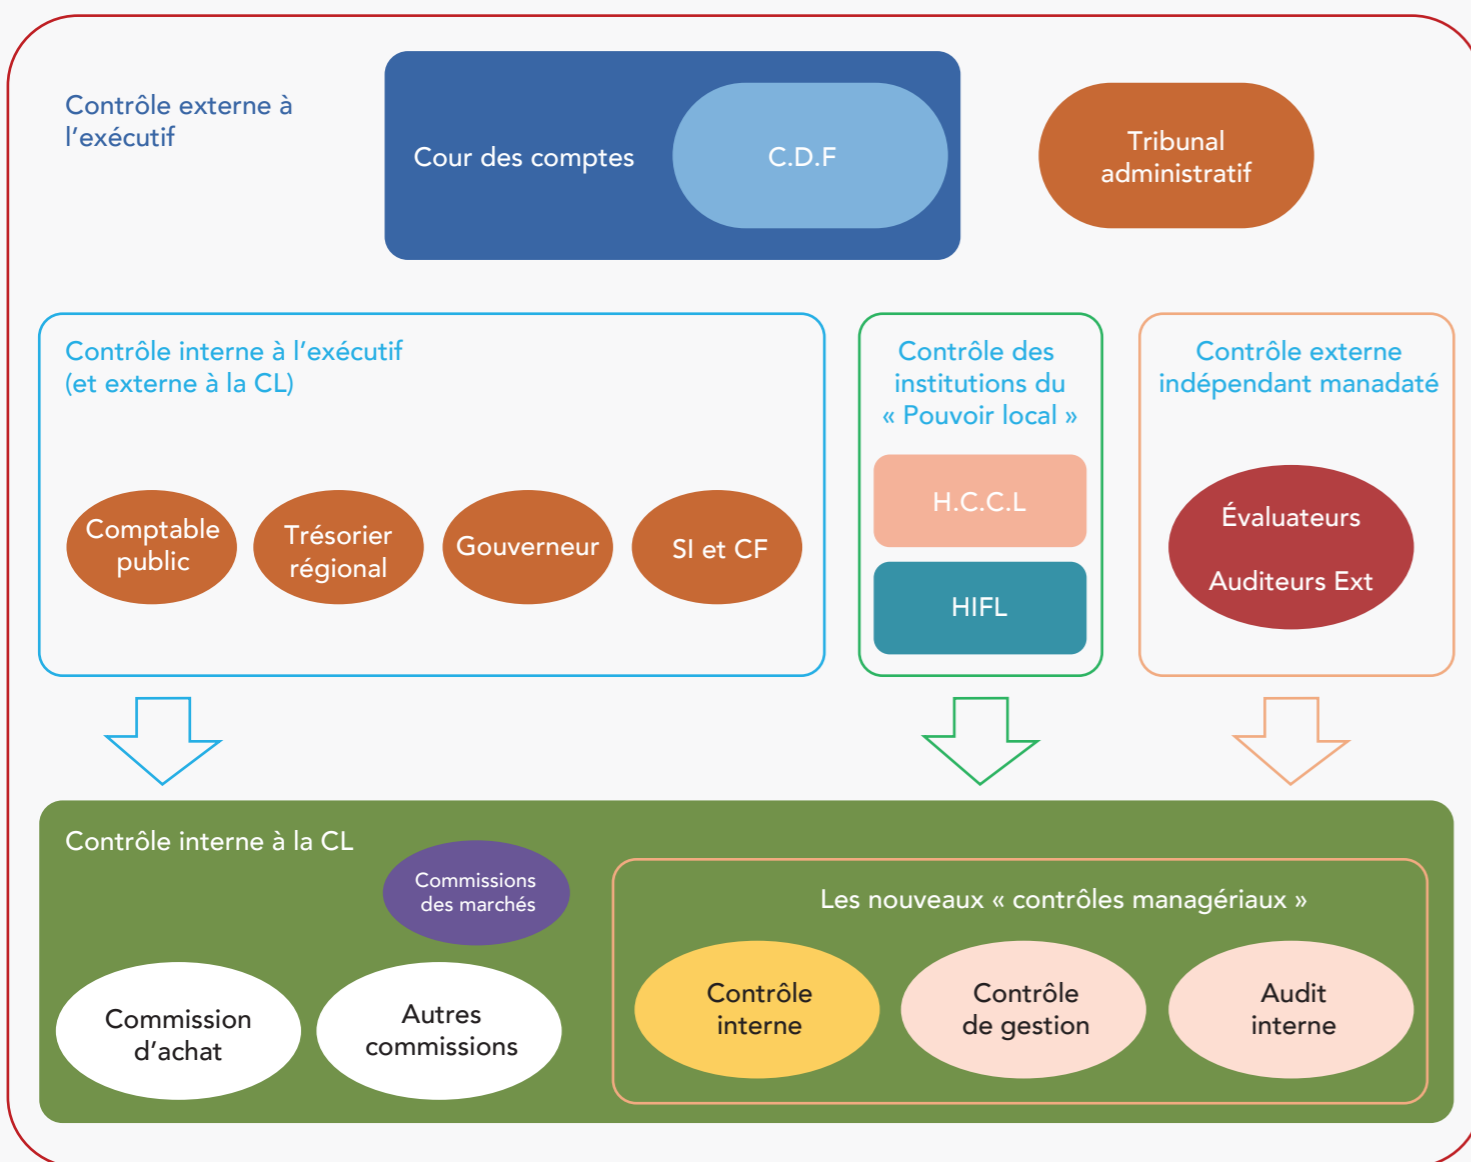 Contrôle externe à
l'exécutif
Cour des comptes
C.D.F
Tribunal
administratif
Contrôle interne à l'exécutif
(et externe à la CL)
Comptable
public
Trésorier
régional
Gouverneur
SI et CF
Contrôle des
institutions du
« Pouvoir local »
H.C.C.L
HIFL
Contrôle externe
indépendant manadaté
Évaluateurs
Auditeurs Ext
Contrôle interne à la CL
Commissions
des marchés
Commission
d'achat
Autres
commissions
Les nouveaux « contrôles managériaux »
Contrôle
interne
Contrôle
de gestion
Audit
interne